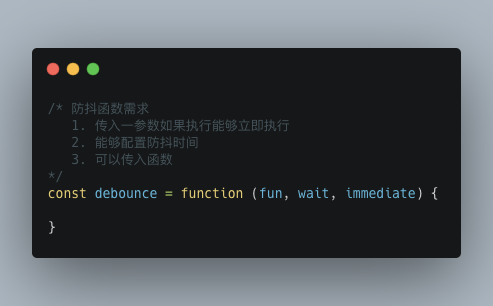 /* 防抖函数需求
1. 传入一参数如果执行能够立即执行
2. 能够配置防抖时间
3. 可以传入函数
*/
const debounce = function (fun, wait, immediate) {
}